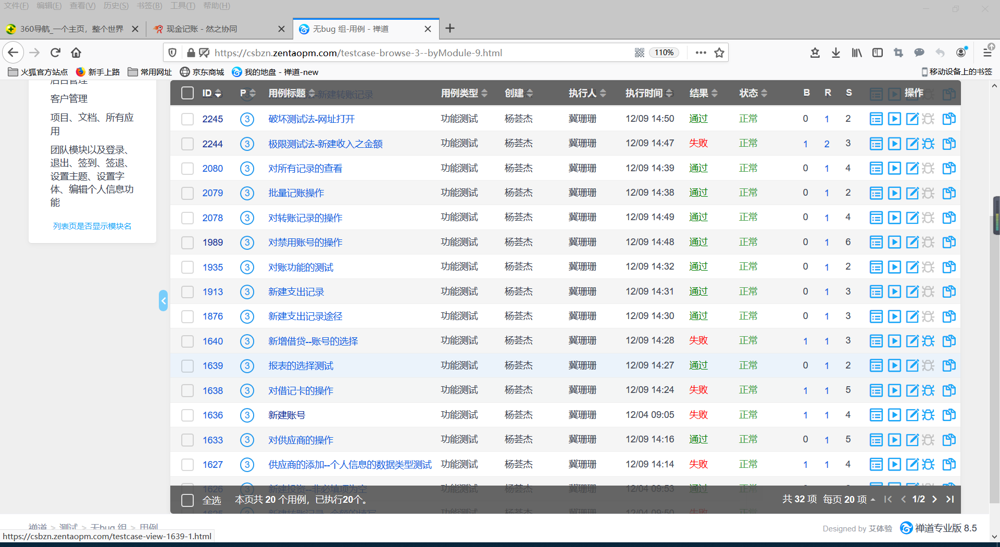 文件(F) 编辑(E) 查看(V) 历史(S) 书签(B) 工具(T) 帮助(H)
360导航_一个主页，整个世界 现金记账 - 然之协同 无bug 组-用例 - 禅道
https://csbzn.zentaopm.com/testcase-browse-3--byModule-9.html 110%
火狐官方站点 新手上路 常用网址 京东商城 我的地盘 - 禅道-new 移动设备上的书签
后台管理
客户管理
项目、文档、所有应
用
团队模块以及登录、
退出、签到、签退、
设置主题、设置字
体、编辑个人信息功
能
列表页是否显示模块名
ID P 用例标题 用例类型 创建 执行人 执行时间 结果 状态 B R S 操作
2245 3 破坏测试法-网址打开 功能测试 杨荟杰 冀珊珊 12/09 14:50 通过 正常 0 1 2
2244 3 极限测试法-新建收入之金额 功能测试 杨荟杰 冀珊珊 12/09 14:47 失败 正常 1 2 3
2080 3 对所有记录的查看 功能测试 杨荟杰 冀珊珊 12/09 14:39 通过 正常 0 1 4
2079 3 批量记账操作 功能测试 杨荟杰 冀珊珊 12/09 14:38 通过 正常 0 1 2
2078 3 对转账记录的操作 功能测试 杨荟杰 冀珊珊 12/09 14:49 通过 正常 0 1 4
1989 3 对禁用账号的操作 功能测试 杨荟杰 冀珊珊 12/09 14:48 通过 正常 0 1 6
1935 3 对账功能的测试 功能测试 杨荟杰 冀珊珊 12/09 14:32 通过 正常 0 1 2
1913 3 新建支出记录 功能测试 杨荟杰 冀珊珊 12/09 14:31 通过 正常 0 1 3
1876 3 新建支出记录途径 功能测试 杨荟杰 冀珊珊 12/09 14:30 通过 正常 0 1 3
1640 3 新增借贷--账号的选择 功能测试 杨荟杰 冀珊珊 12/09 14:28 失败 正常 1 1 3
1639 3 报表的选择测试 功能测试 杨荟杰 冀珊珊 12/09 14:27 通过 正常 0 1 2
1638 3 对借记卡的操作 功能测试 杨荟杰 冀珊珊 12/09 14:24 失败 正常 1 1 5
1636 3 新建账号 功能测试 杨荟杰 冀珊珊 12/04 09:05 失败 正常 1 1 4
1633 3 对供应商的操作 功能测试 杨荟杰 冀珊珊 12/09 14:16 通过 正常 0 1 5
1627 3 供应商的添加--个人信息的数据类型测试 功能测试 杨荟杰 冀珊珊 12/09 14:14 失败 正常 1 1 4
1626 3 新建投资--非必填项为空 功能测试 杨荟杰 冀珊珊 12/04 09:53 通过 正常
全选 本页共 20 个用例，已执行20个。 共 32 项 每页 20 项 1/2
禅道 > 测试 > 无bug 组 > 用例
Designed by 艾体验 禅道专业版 8.5
https://csbzn.zentaopm.com/testcase-view-1639-1.html